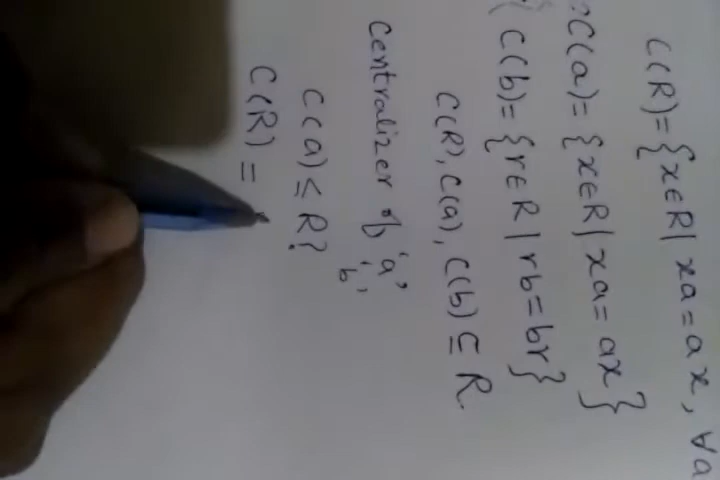 C(R)={x∈R| xa=ax, ∀a
?C(a)={x∈R| xa=ax}
C(b)={r∈R| rb=br}
C(R), C(a), C(b) ⊆ R.
Centralizer of 'a'
'b'
C(a) ≤ R?
C(R) =